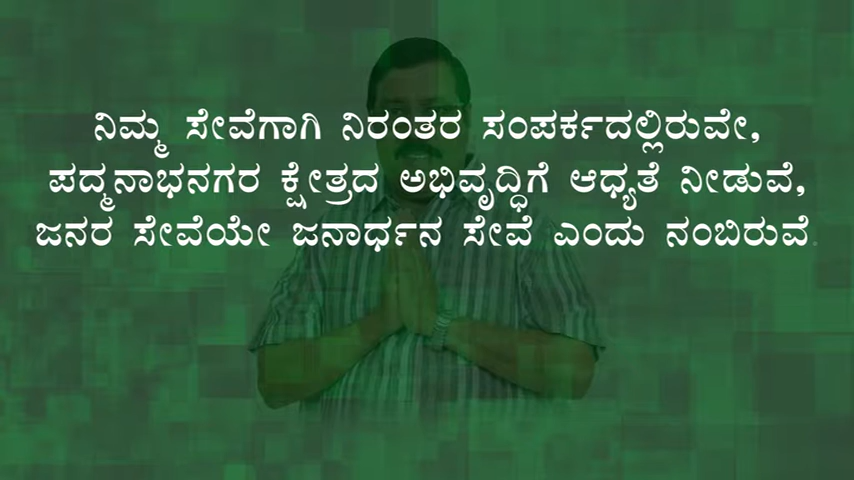 ನಿಮ್ಮ ಸೇವೆಗಾಗಿ ನಿರಂತರ ಸಂಪರ್ಕದಲ್ಲಿರುವೇ,
ಪದ್ಮನಾಭನಗರ ಕ್ಷೇತ್ರದ ಅಭಿವೃದ್ಧಿಗೆ ಆಧ್ಯತೆ ನೀಡುವೆ,
ಜನರ ಸೇವೆಯೇ ಜನಾರ್ಧನ ಸೇವೆ ಎಂದು ನಂಬಿರುವೆ.